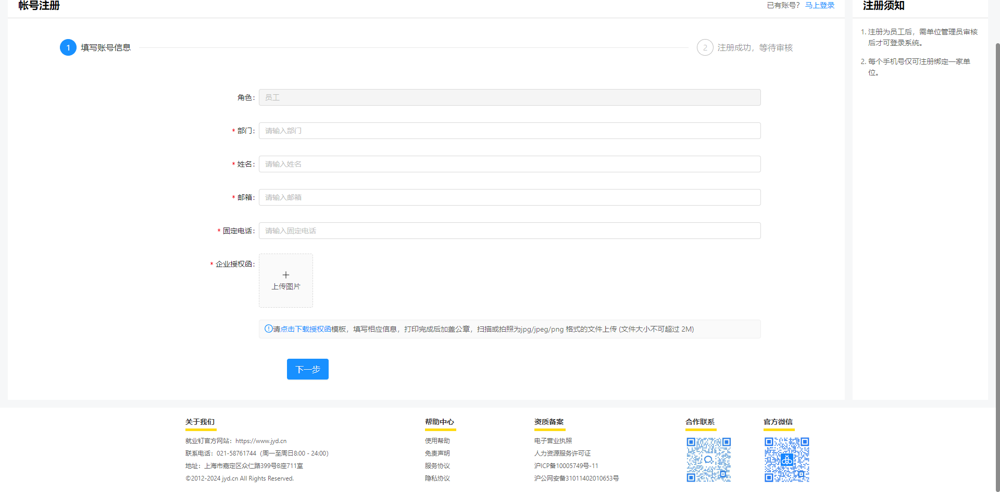 帐号注册
已有账号？ 马上登录
1 填写账号信息
2 注册成功，等待审核
角色：
员工
* 部门：
请输入部门
* 姓名：
请输入姓名
* 邮箱：
请输入邮箱
* 固定电话：
请输入固定电话
* 企业授权函：
上传图片
请点击下载授权函模板，填写相应信息，打印完成后加盖公章，扫描或拍照为jpg/jpeg/png 格式的文件上传 (文件大小不可超过 2M)
下一步
注册须知
1. 注册为员工后，需单位管理员审核
后才可登录系统。
2. 每个手机号仅可注册绑定一家单
位。
关于我们
就业钉官方网站：https://www.jyd.cn
联系电话：021-58761744（周一至周日8:00 - 24:00）
地址：上海市嘉定区众仁路399号B座711室
©2012-2024 jyd.cn All Rights Reserved.
帮助中心
使用帮助
免责声明
服务协议
隐私协议
资质备案
电子营业执照
人力资源服务许可证
沪ICP备10005749号-11
沪公网安备31011402010653号
合作联系
官方微信